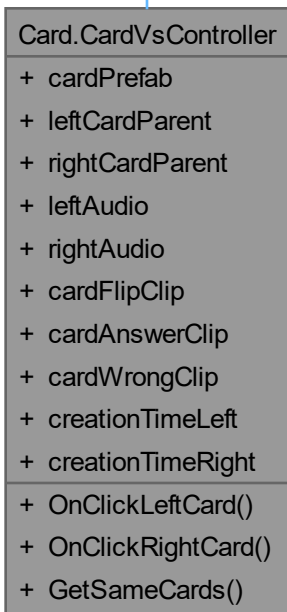 Card.CardVsController
+ cardPrefab
+ leftCardParent
+ rightCardParent
+ leftAudio
+ rightAudio
+ cardFlipClip
+ cardAnswerClip
+ cardWrongClip
+ creationTimeLeft
+ creationTimeRight
+ OnClickLeftCard()
+ OnClickRightCard()
+ GetSameCards()